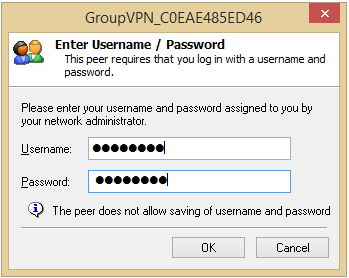 GroupVPN_C0EAE485ED46
Enter Username / Password
This peer requires that you log in with a username and
password.
Please enter your username and password assigned to you by
your network administrator.
Username: ●●●●●●●●
Password: ●●●●●●●●
The peer does not allow saving of username and password
OK Cancel